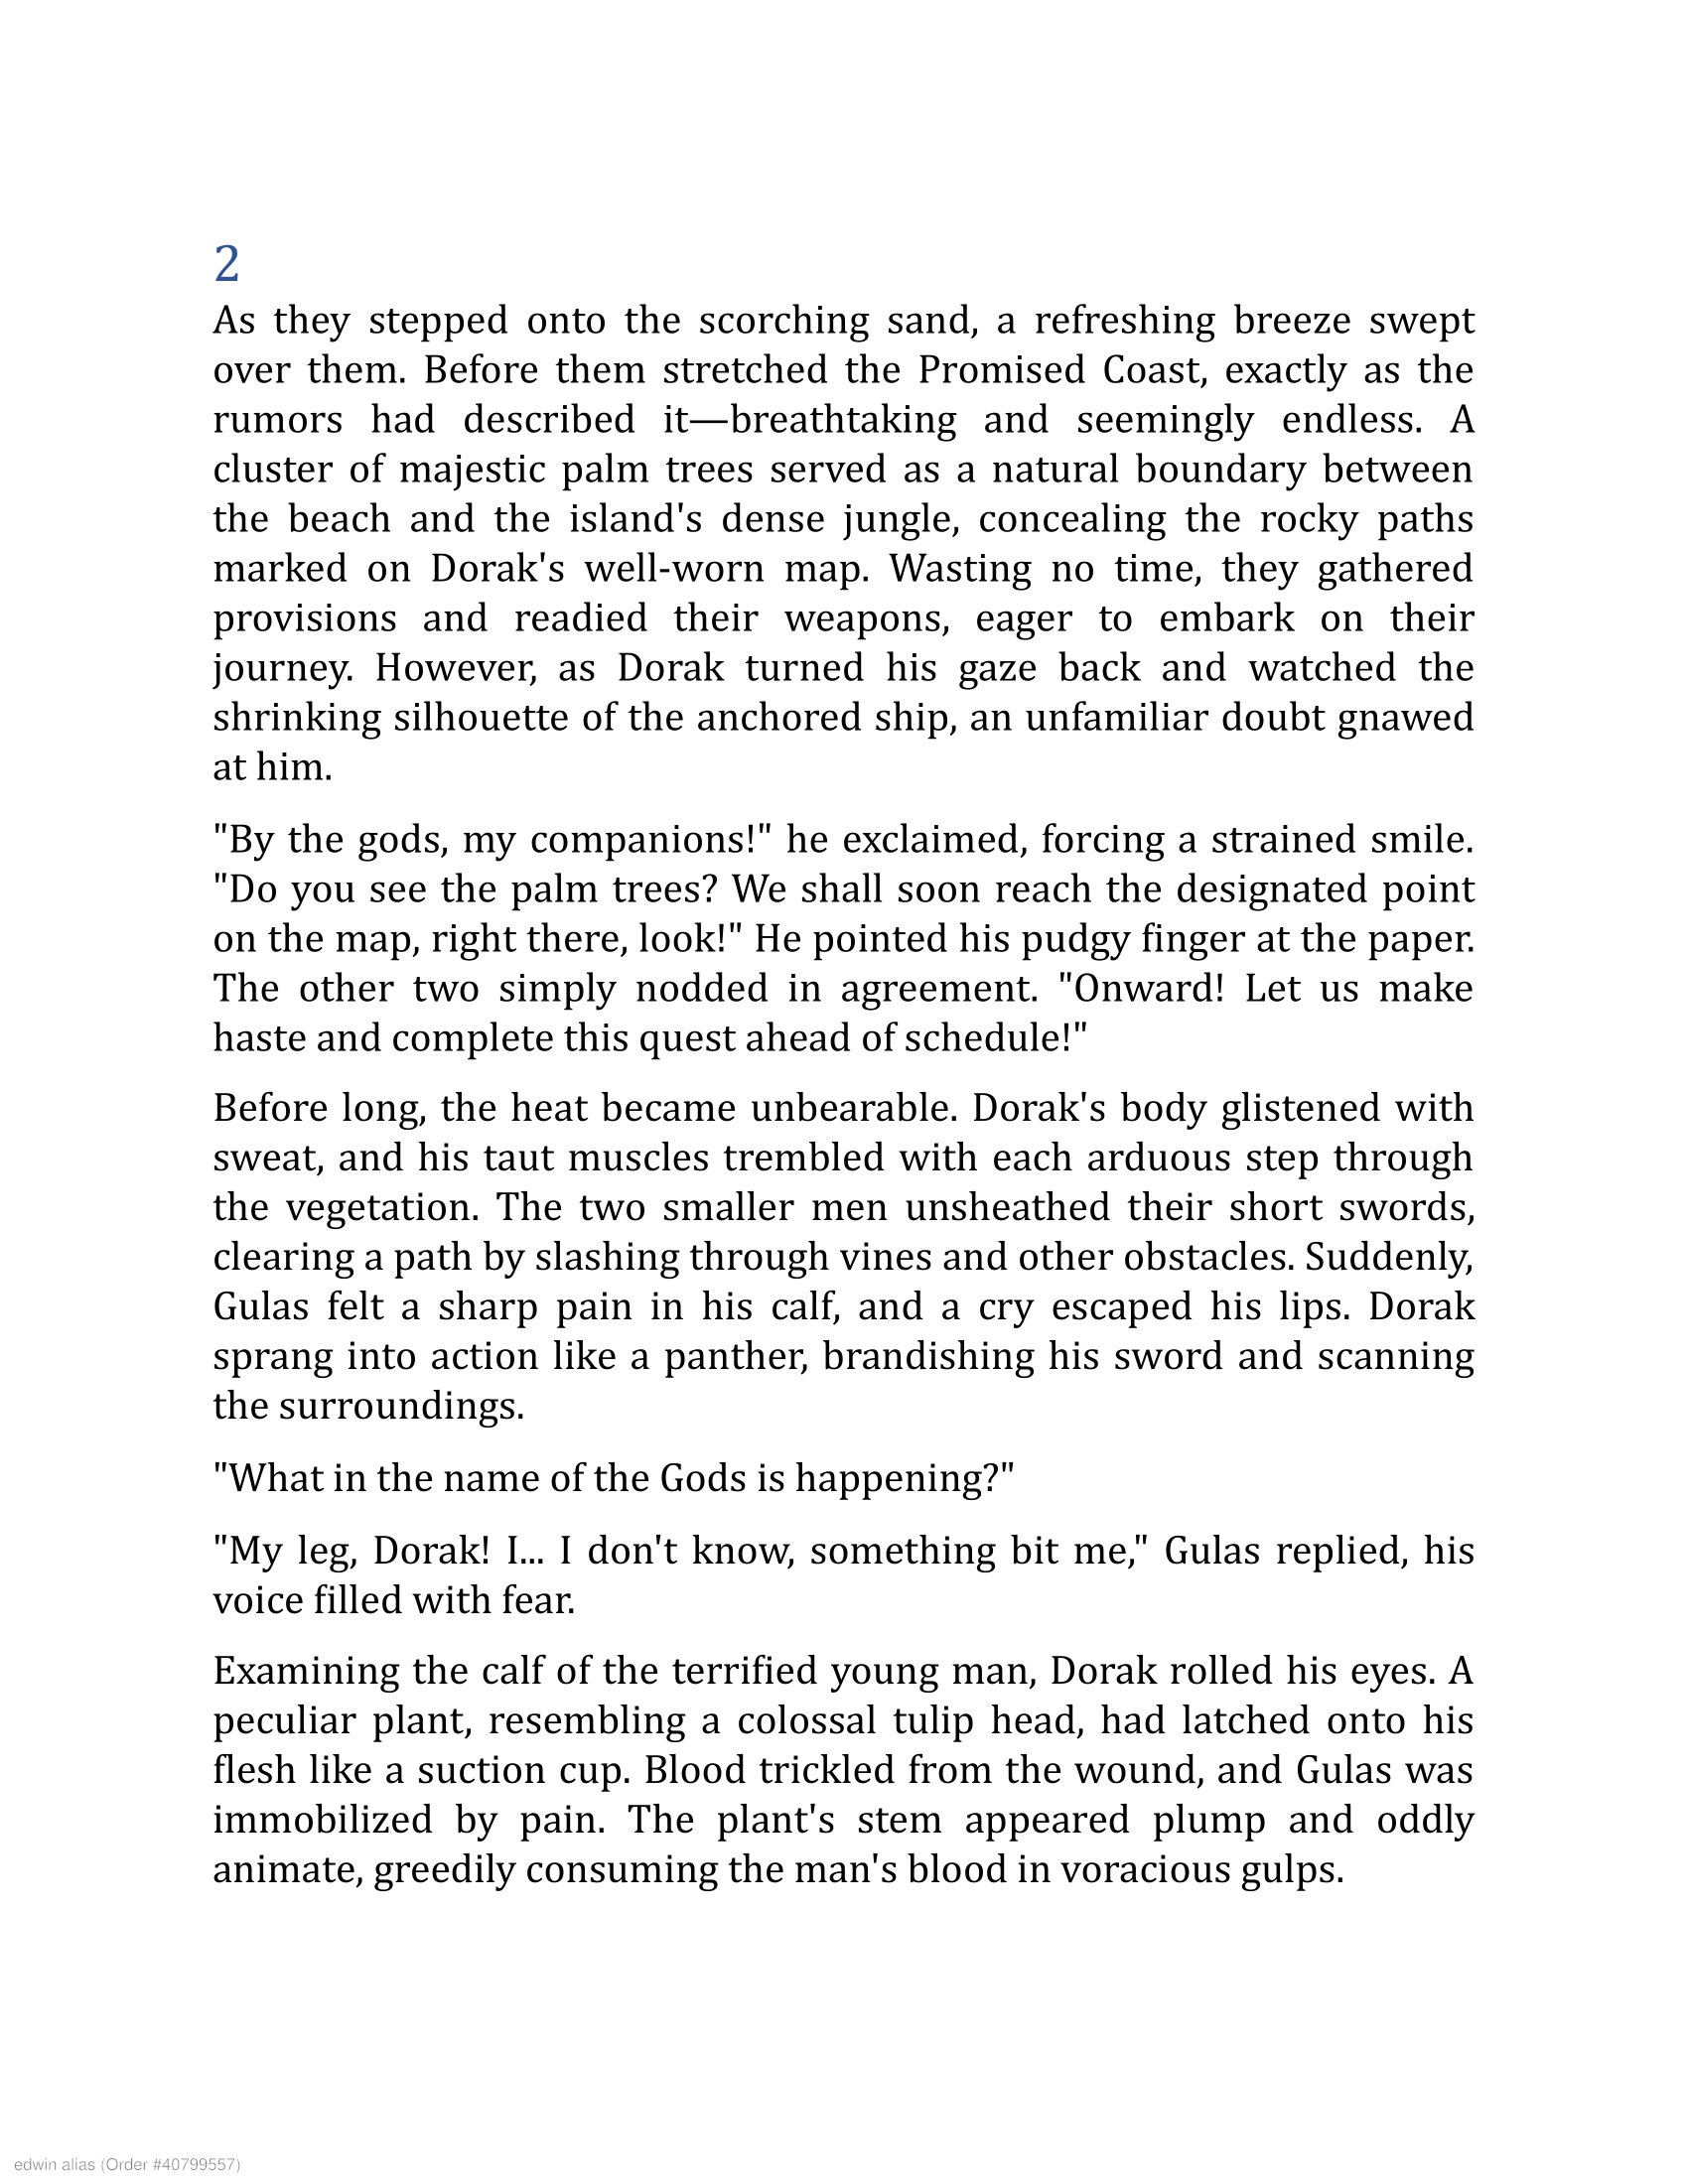 2
As they stepped onto the scorching sand, a refreshing breeze swept
over them. Before them stretched the Promised Coast, exactly as the
rumors had described it—breathtaking and seemingly endless. A
cluster of majestic palm trees served as a natural boundary between
the beach and the island's dense jungle, concealing the rocky paths
marked on Dorak's well-worn map. Wasting no time, they gathered
provisions and readied their weapons, eager to embark on their
journey. However, as Dorak turned his gaze back and watched the
shrinking silhouette of the anchored ship, an unfamiliar doubt gnawed
at him.
"By the gods, my companions!" he exclaimed, forcing a strained smile.
"Do you see the palm trees? We shall soon reach the designated point
on the map, right there, look!" He pointed his pudgy finger at the paper.
The other two simply nodded in agreement. "Onward! Let us make
haste and complete this quest ahead of schedule!"
Before long, the heat became unbearable. Dorak's body glistened with
sweat, and his taut muscles trembled with each arduous step through
the vegetation. The two smaller men unsheathed their short swords,
clearing a path by slashing through vines and other obstacles. Suddenly,
Gulas felt a sharp pain in his calf, and a cry escaped his lips. Dorak
sprang into action like a panther, brandishing his sword and scanning
the surroundings.
"What in the name of the Gods is happening?"
"My leg, Dorak! I... I don't know, something bit me," Gulas replied, his
voice filled with fear.
Examining the calf of the terrified young man, Dorak rolled his eyes. A
peculiar plant, resembling a colossal tulip head, had latched onto his
flesh like a suction cup. Blood trickled from the wound, and Gulas was
immobilized by pain. The plant's stem appeared plump and oddly
animate, greedily consuming the man's blood in voracious gulps.
edwin alias (Order #40799557)